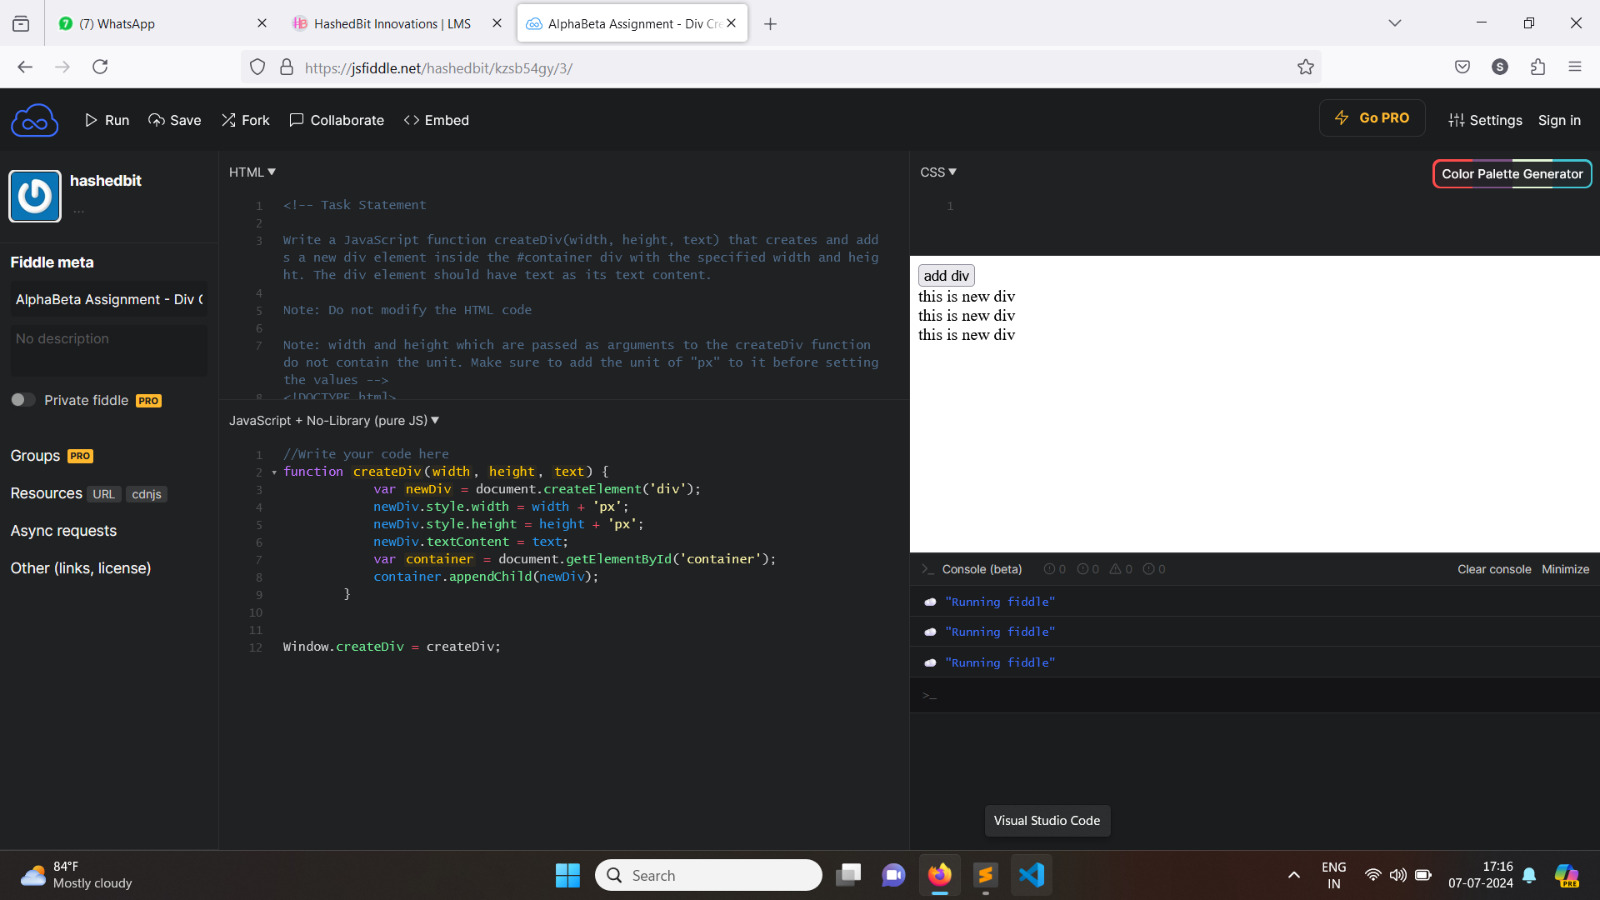 (7) WhatsApp
HashedBit Innovations | LMS
AlphaBeta Assignment - Div Cre
https://jsfiddle.net/hashedbit/kzsb54gy/3/
S
Run
Save
Fork
Collaborate
Embed
Go PRO
Settings
Sign in
hashedbit
...
Fiddle meta
AlphaBeta Assignment - Div C
No description
Private fiddle PRO
Groups PRO
Resources URL cdnjs
Async requests
Other (links, license)
HTML ▼
1 <!-- Task Statement
2
3 Write a JavaScript function createDiv(width, height, text) that creates and add
s a new div element inside the #container div with the specified width and heig
ht. The div element should have text as its text content.
4
5 Note: Do not modify the HTML code
6
7 Note: width and height which are passed as arguments to the createDiv function
do not contain the unit. Make sure to add the unit of "px" to it before setting
the values -->
8 <!DOCTYPE html>
JavaScript + No-Library (pure JS) ▼
1 //Write your code here
2 function createDiv(width, height, text) {
3 var newDiv = document.createElement('div');
4 newDiv.style.width = width + 'px';
5 newDiv.style.height = height + 'px';
6 newDiv.textContent = text;
7 var container = document.getElementById('container');
8 container.appendChild(newDiv);
9 }
10
11
12 Window.createDiv = createDiv;
CSS ▼
Color Palette Generator
1
add div
this is new div
this is new div
this is new div
>_ Console (beta) 0 0 0 0 Clear console Minimize
"Running fiddle"
"Running fiddle"
"Running fiddle"
>_
Visual Studio Code
84°F
Mostly cloudy
Search
ENG
IN
17:16
07-07-2024
PRE